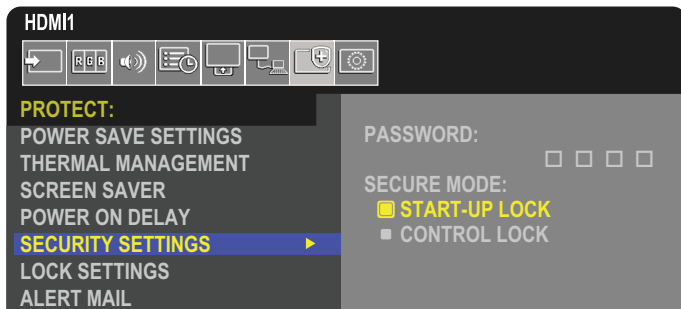 HDMI1
RGB
PROTECT:
POWER SAVE SETTINGS
THERMAL MANAGEMENT
SCREEN SAVER
POWER ON DELAY
SECURITY SETTINGS
LOCK SETTINGS
ALERT MAIL
PASSWORD:
SECURE MODE:
START-UP LOCK
CONTROL LOCK